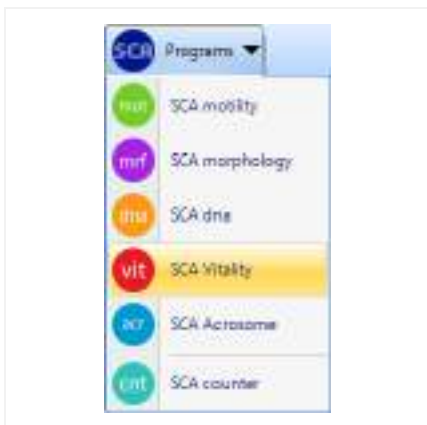 SCA Programs
mot SCA motility
mrf SCA morphology
dna SCA dna
vit SCA Vitality
acr SCA Acrosome
cnt SCA counter